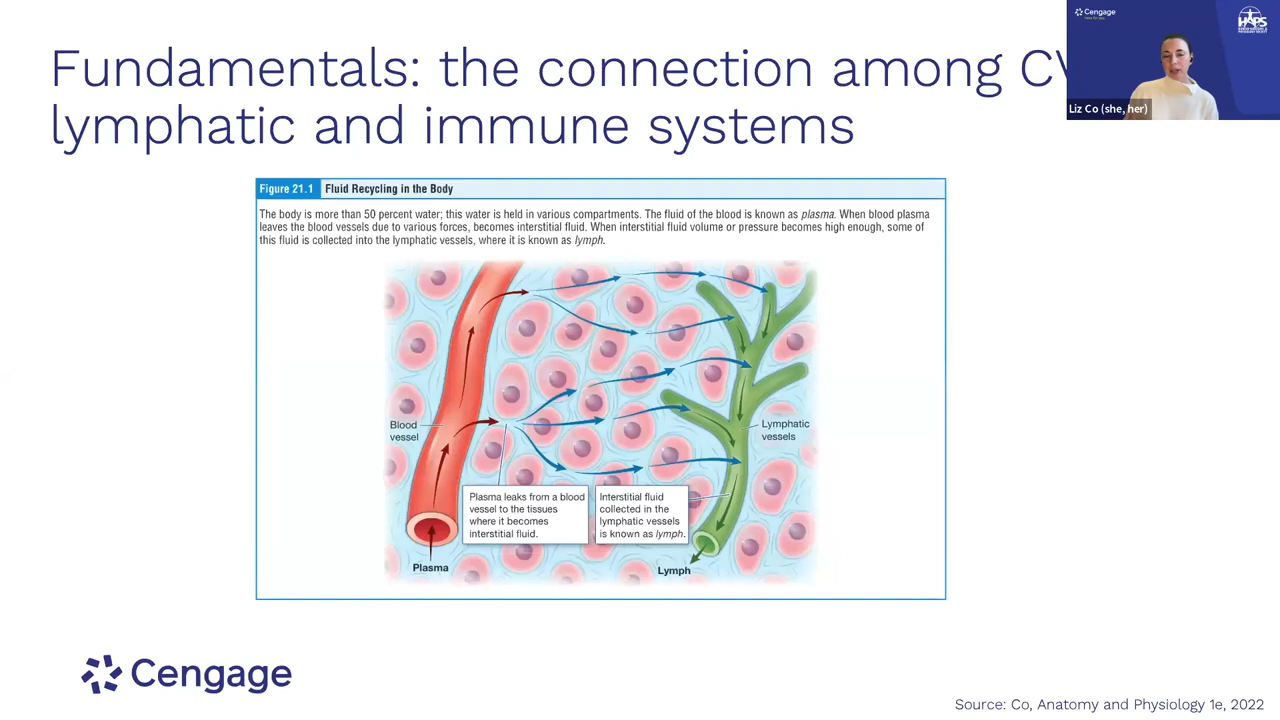 Fundamentals: the connection among CV
lymphatic and immune systems
Cengage
HAPS
Liz Co (she, her)
Figure 21.1 Fluid Recycling in the Body
The body is more than 50 percent water; this water is held in various compartments. The fluid of the blood is known as plasma. When blood plasma
leaves the blood vessels due to various forces, becomes interstitial fluid. When interstitial fluid volume or pressure becomes high enough, some of
this fluid is collected into the lymphatic vessels, where it is known as lymph.
Blood
vessel
Lymphatic
vessels
Plasma leaks from a blood
vessel to the tissues
where it becomes
interstitial fluid.
Interstitial fluid
collected in the
lymphatic vessels
is known as lymph.
Plasma
Lymph
Cengage
Source: Co, Anatomy and Physiology 1e, 2022